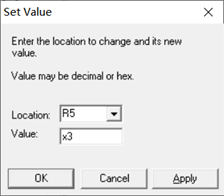 Set Value
Enter the location to change and its new
value.
Value may be decimal or hex.
Location: R5
Value: x3
OK Cancel Apply